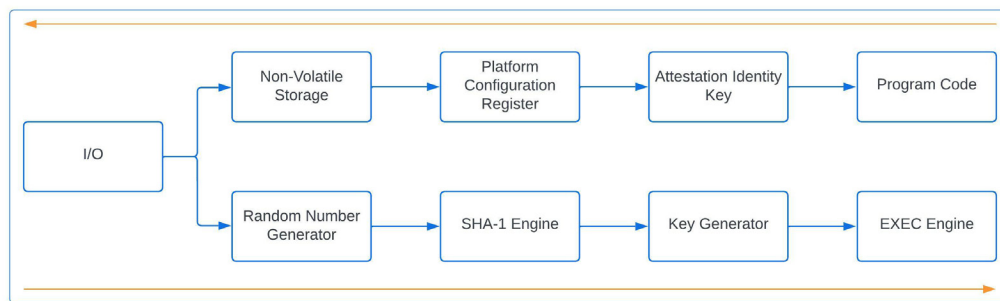 Non-Volatile
Storage
Platform
Configuration
Register
Attestation Identity
Key
Program Code
I/O
Random Number
Generator
SHA-1 Engine
Key Generator
EXEC Engine